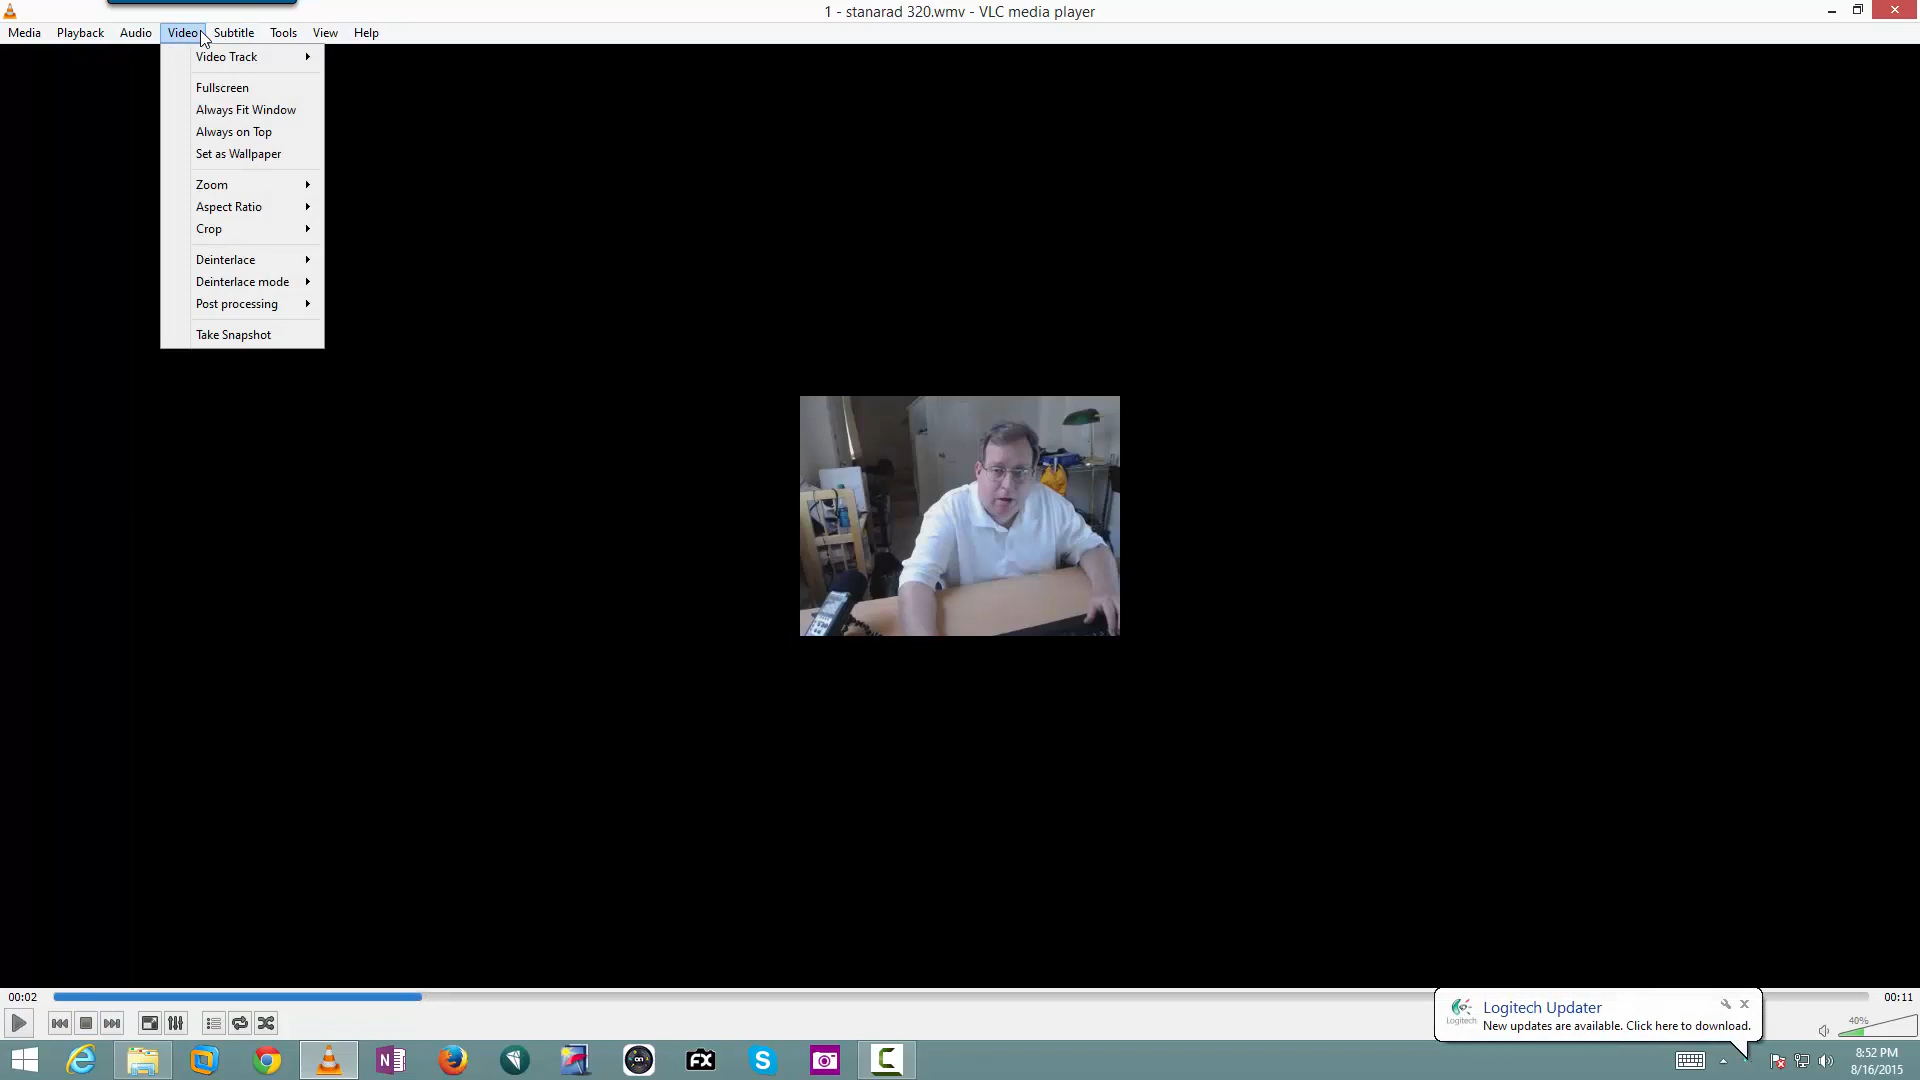 1 - stanarad 320.wmv - VLC media player
Media Playback Audio Video Subtitle Tools View Help
Video Track
Fullscreen
Always Fit Window
Always on Top
Set as Wallpaper
Zoom
Aspect Ratio
Crop
Deinterlace
Deinterlace mode
Post processing
Take Snapshot
00:02
00:11
Logitech Updater
Logitech
New updates are available. Click here to download.
40%
on
FX
8:52 PM
8/16/2015